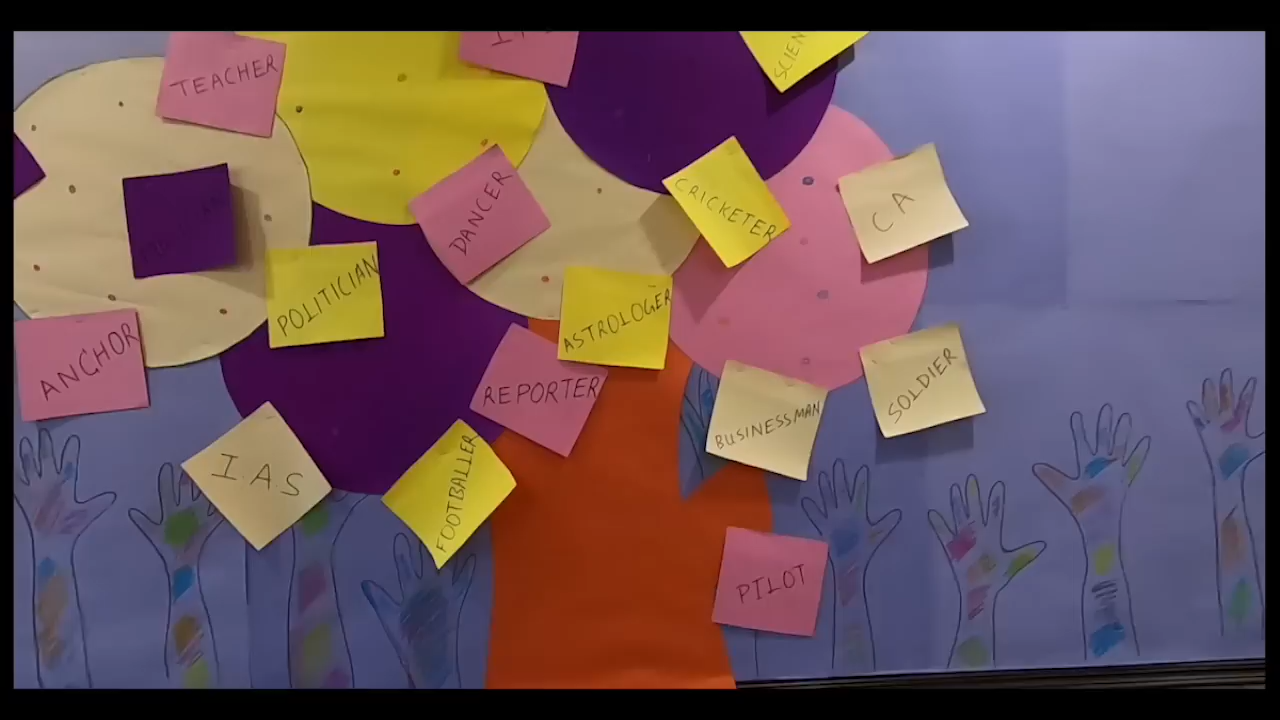 TEACHER
DANCER
CRICKETER
CA
POLITICIAN
ASTROLOGER
ANCHOR
REPORTER
BUSINESSMAN
SOLDIER
IAS
FOOTBALLER
PILOT